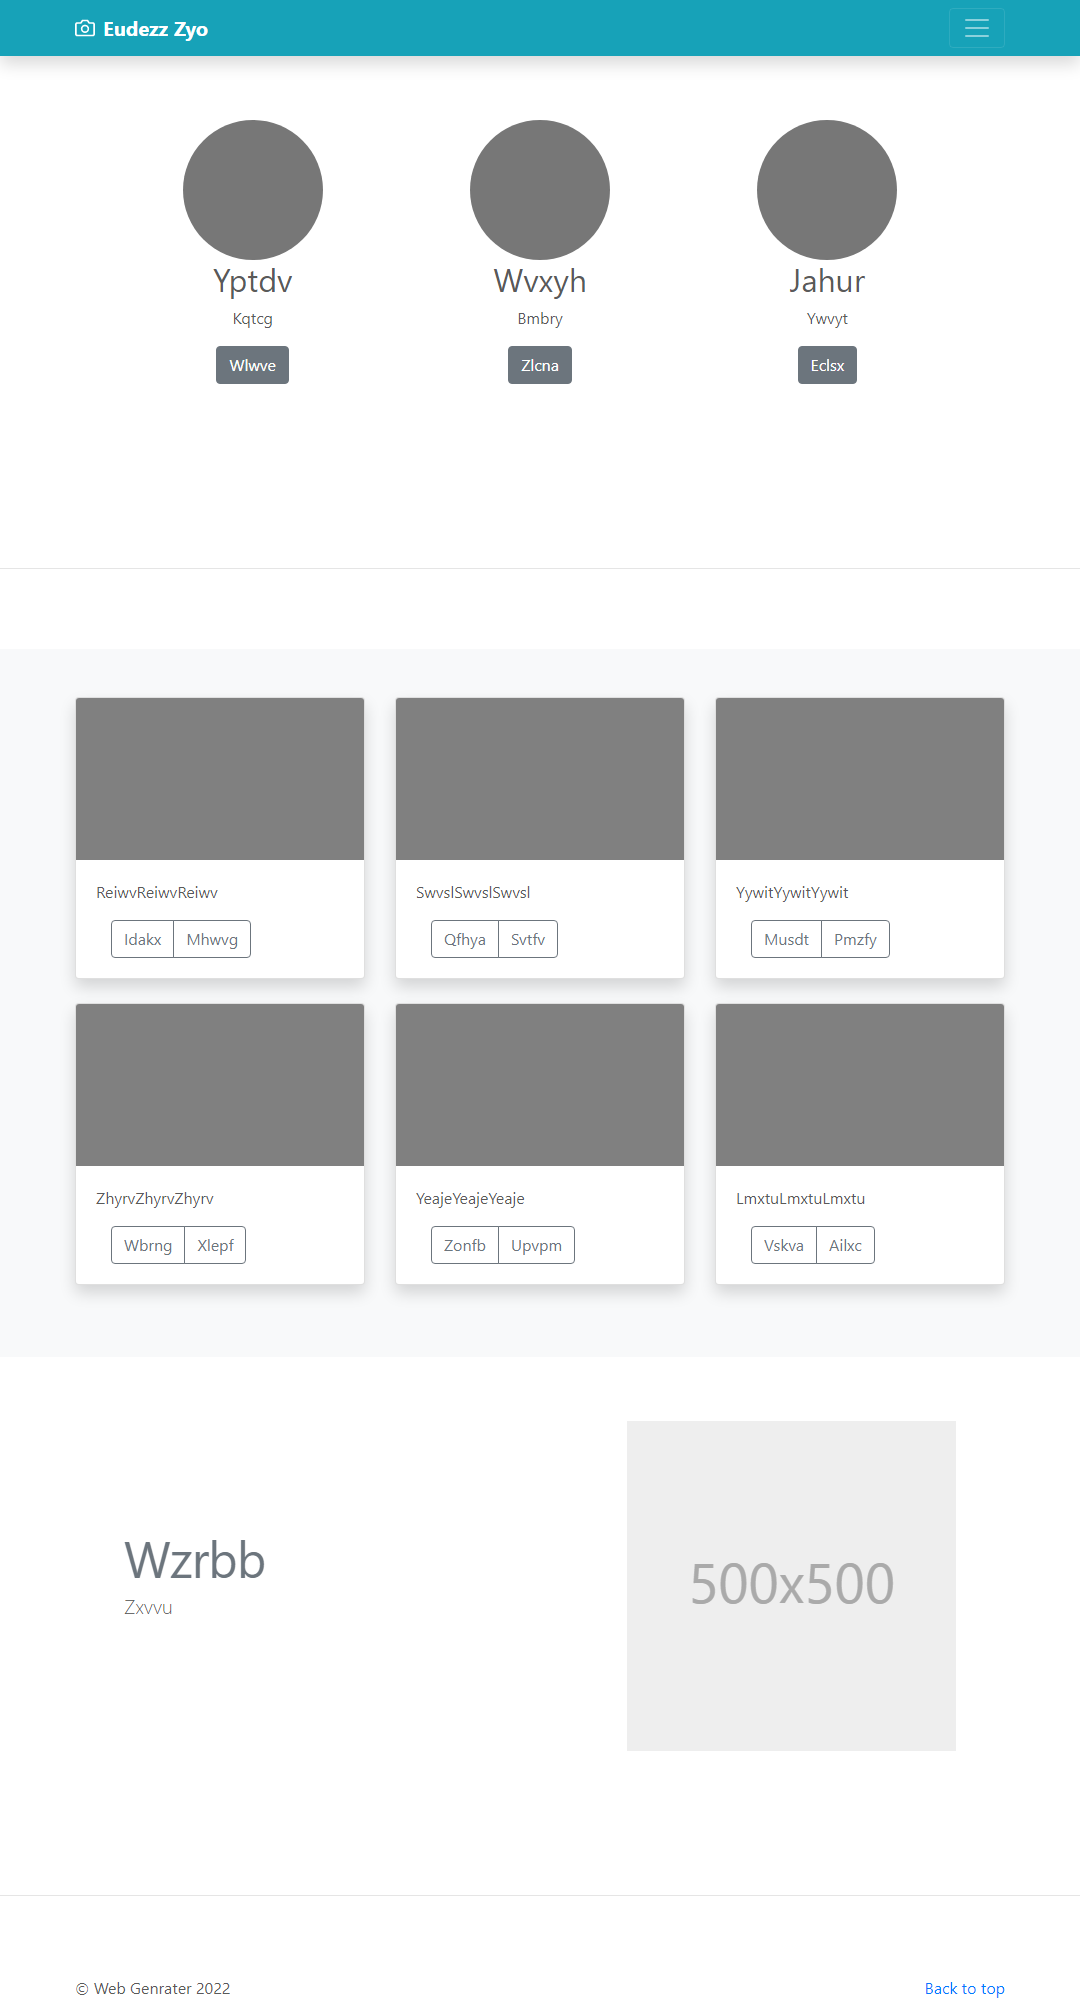 Eudezz Zyo
Yptdv Wvxyh Jahur
Kqtcg Bmbry Ywvyt
Wlwve Zlcna Eclsx
ReiwvReiwvReiwv SwvslSwvslSwvsl YywitYywitYywit
Idakx Mhwvg Qfhya Svtfv Musdt Pmzfy
ZhyrvZhyrvZhyrv YeajeYeajeYeaje LmxtuLmxtuLmxtu
Wbrng Xlepf Zonfb Upvpm Vskva Ailxc
Wzrbb
Zxvvu
500x500
© Web Genrater 2022 Back to top